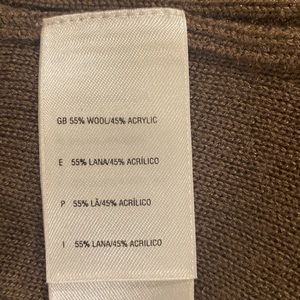 GB 55% WOOL/45% ACRYLIC
E 55% LANA/45% ACRÍLICO
P 55% LÃ/45% ACRÍLICO
I 55% LANA/45% ACRILICO